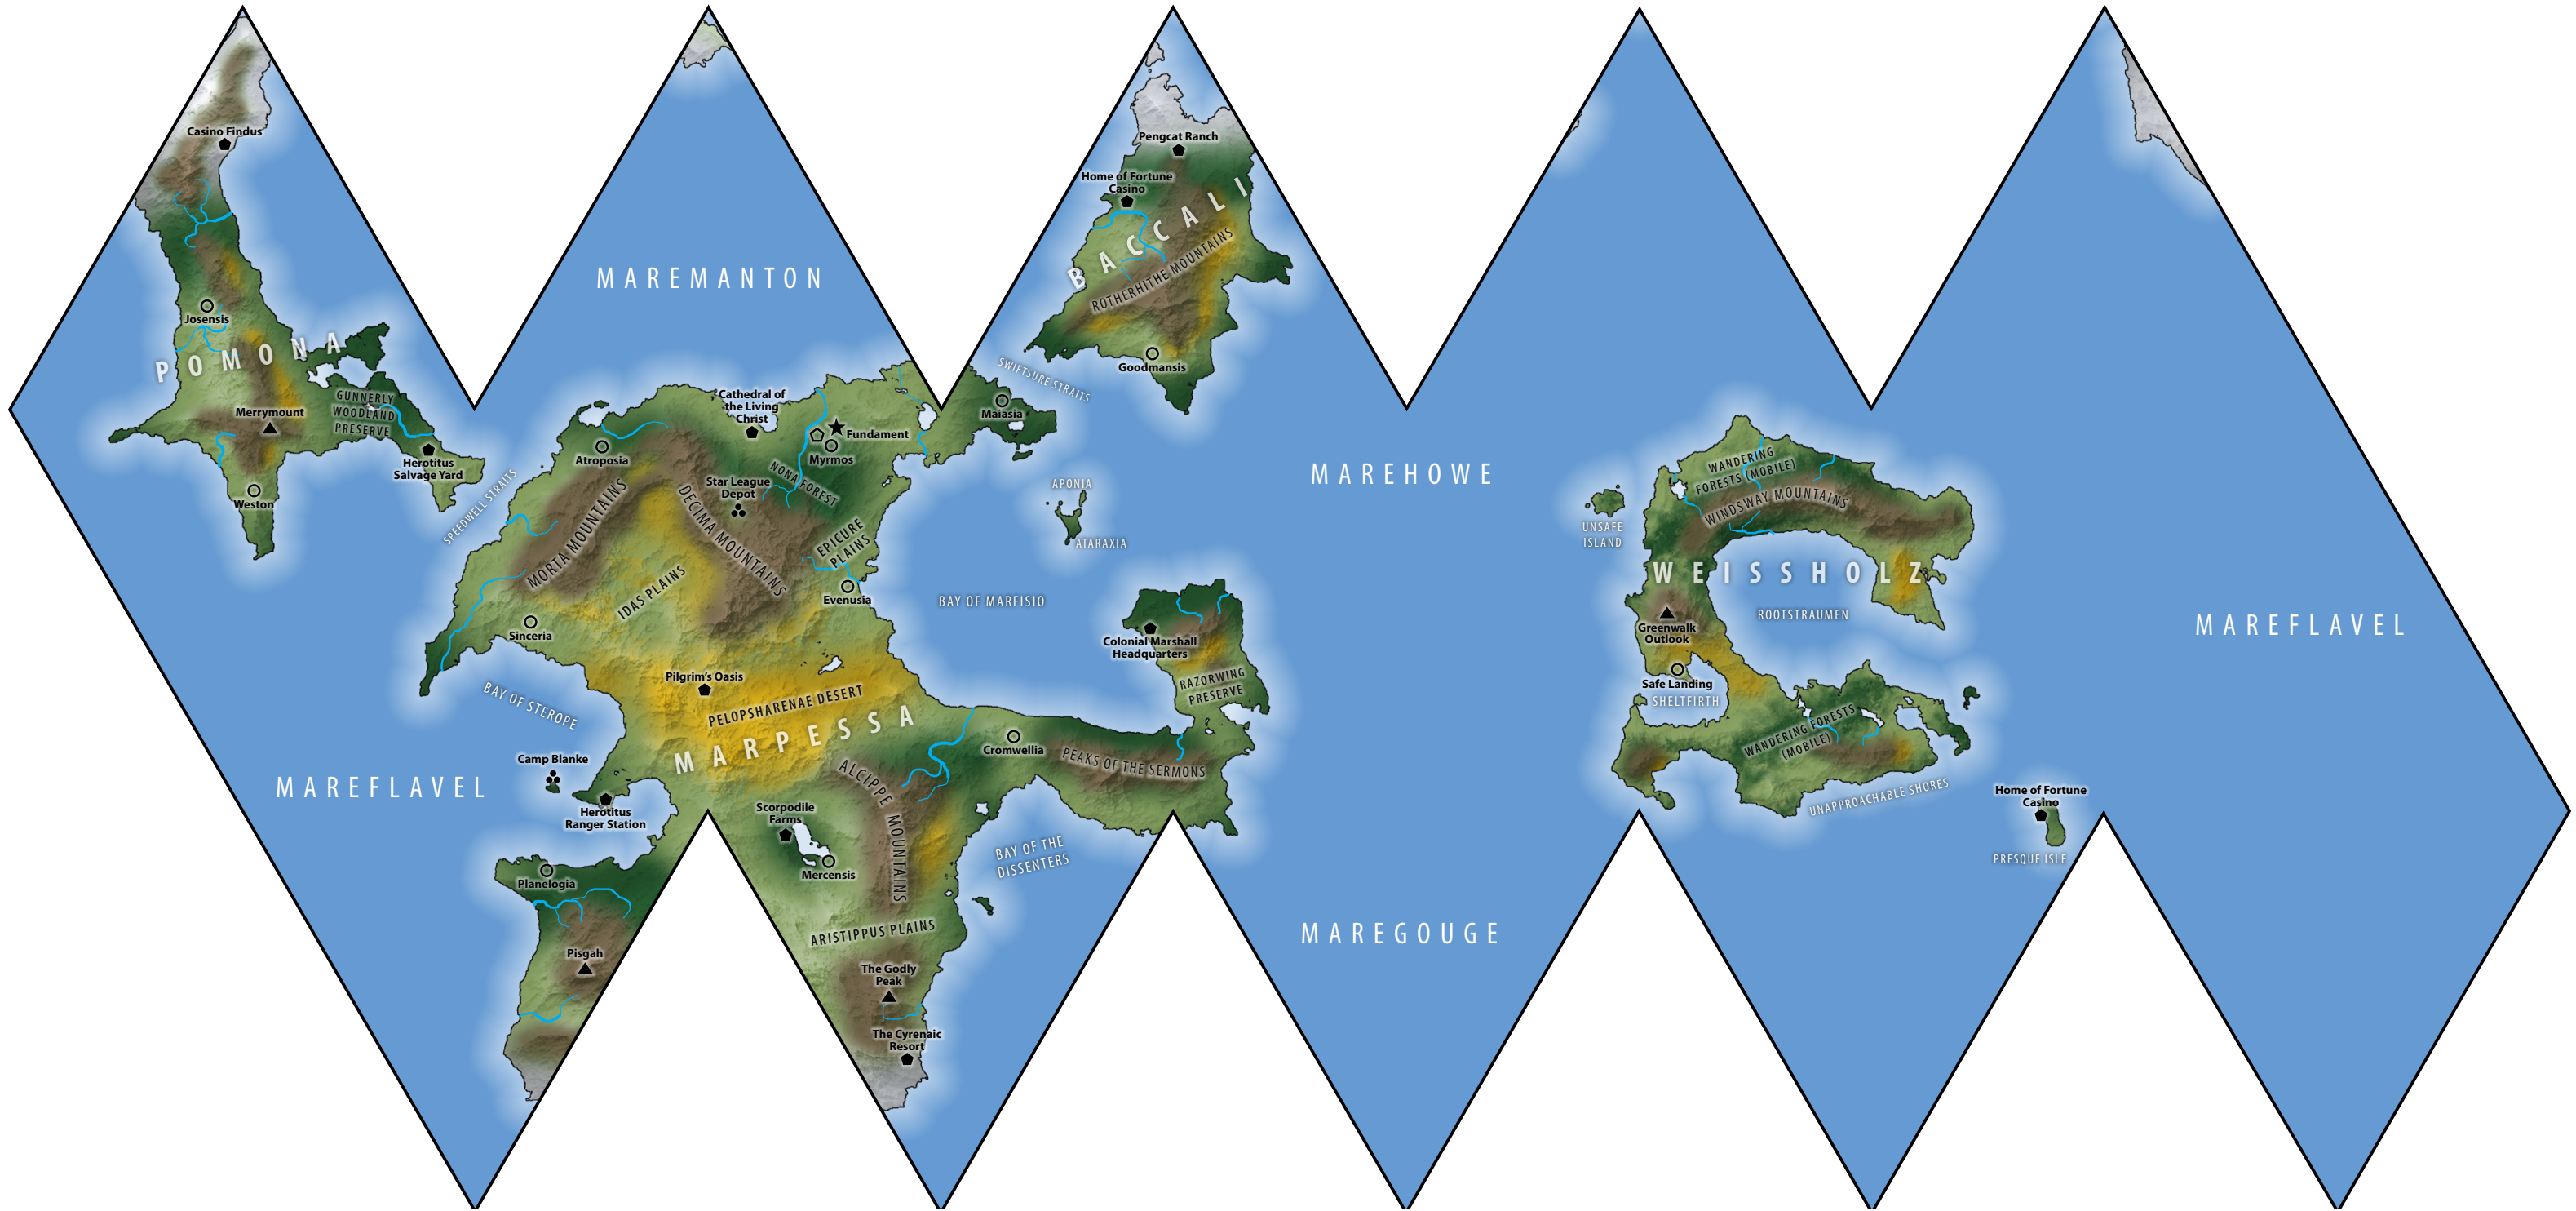 Casino Findus
Josensis
POMONA
GUNNERLY
WOODLAND
PRESERVE
Merrymount
Herotitus
Salvage Yard
Weston
SPEEDWELL STRAITS
MAREMANTON
Cathedral of
the Living
Christ
Fundament
Myrmos
Atroposia
NONA FOREST
Star League
Depot
MORTA MOUNTAINS
DECIMA MOUNTAINS
EPICURE
PLAINS
IDAS PLAINS
Evenusia
Sinceria
Pilgrim's Oasis
PELOPSHARENAE DESERT
MARPESSA
BAY OF STEROPE
MAREFLAVEL
Camp Blanke
Herotitus
Ranger Station
Planelogia
Pisgah
Scorpodile
Farms
Mercensis
ALCIPPE MOUNTAINS
ARISTIPPUS PLAINS
The Godly
Peak
The Cyrenaic
Resort
Cromwellia
PEAKS OF THE SERMONS
BAY OF THE
DISSENTERS
Pengcat Ranch
Home of Fortune
Casino
BACCALI
ROTHERHITHE MOUNTAINS
Goodmansis
SWIFTSURE STRAITS
Maiasia
APONIA
ATARAXIA
BAY OF MARFISIO
Colonial Marshall
Headquarters
RAZORWING
PRESERVE
MAREHOWE
MAREGOUGE
UNSAFE
ISLAND
WANDERING
FORESTS (MOBILE)
WINDSWAY MOUNTAINS
WEISSHOLZ
ROOTSTRAUMEN
Greenwalk
Outlook
Safe Landing
SHELTFIRTH
WANDERING FORESTS
(MOBILE)
UNAPPROACHABLE SHORES
Home of Fortune
Casino
PRESQUE ISLE
MAREFLAVEL